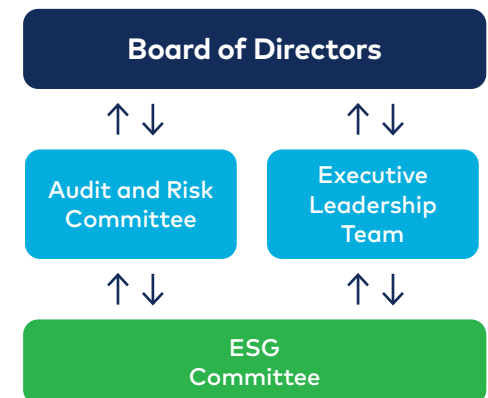 Board of Directors
Audit and Risk
Committee
Executive
Leadership
Team
ESG
Committee